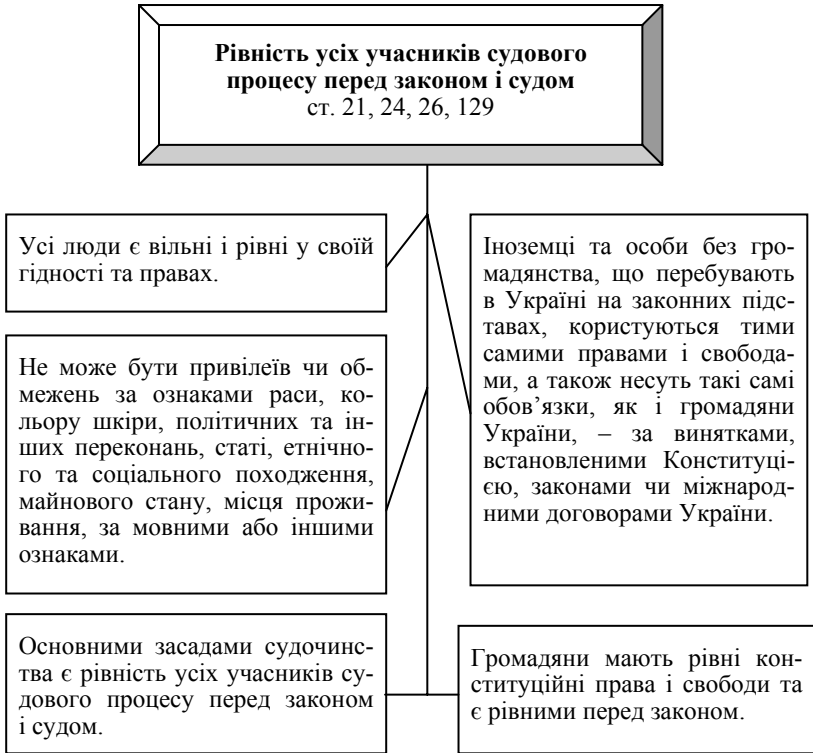 Рівність усіх учасників судового
процесу перед законом і судом
ст. 21, 24, 26, 129
Усі люди є вільні і рівні у своїй
гідності та правах.
Іноземці та особи без гро-
мадянства, що перебувають
в Україні на законних підс-
тавах, користуються тими
самими правами і свобода-
ми, а також несуть такі самі
обов’язки, як і громадяни
України, – за винятками,
встановленими Конституці-
єю, законами чи міжнарод-
ними договорами України.
Не може бути привілеїв чи об-
межень за ознаками раси, ко-
льору шкіри, політичних та ін-
ших переконань, статі, етнічно-
го та соціального походження,
майнового стану, місця прожи-
вання, за мовними або іншими
ознаками.
Основними засадами судочинс-
тва є рівність усіх учасників су-
дового процесу перед законом
і судом.
Громадяни мають рівні кон-
ституційні права і свободи та
є рівними перед законом.